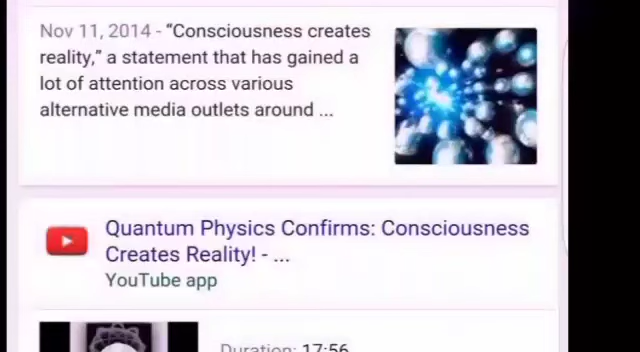 Nov 11, 2014 - “Consciousness creates
reality,” a statement that has gained a
lot of attention across various
alternative media outlets around ...
Quantum Physics Confirms: Consciousness
Creates Reality! - ...
YouTube app
Duration: 17:56